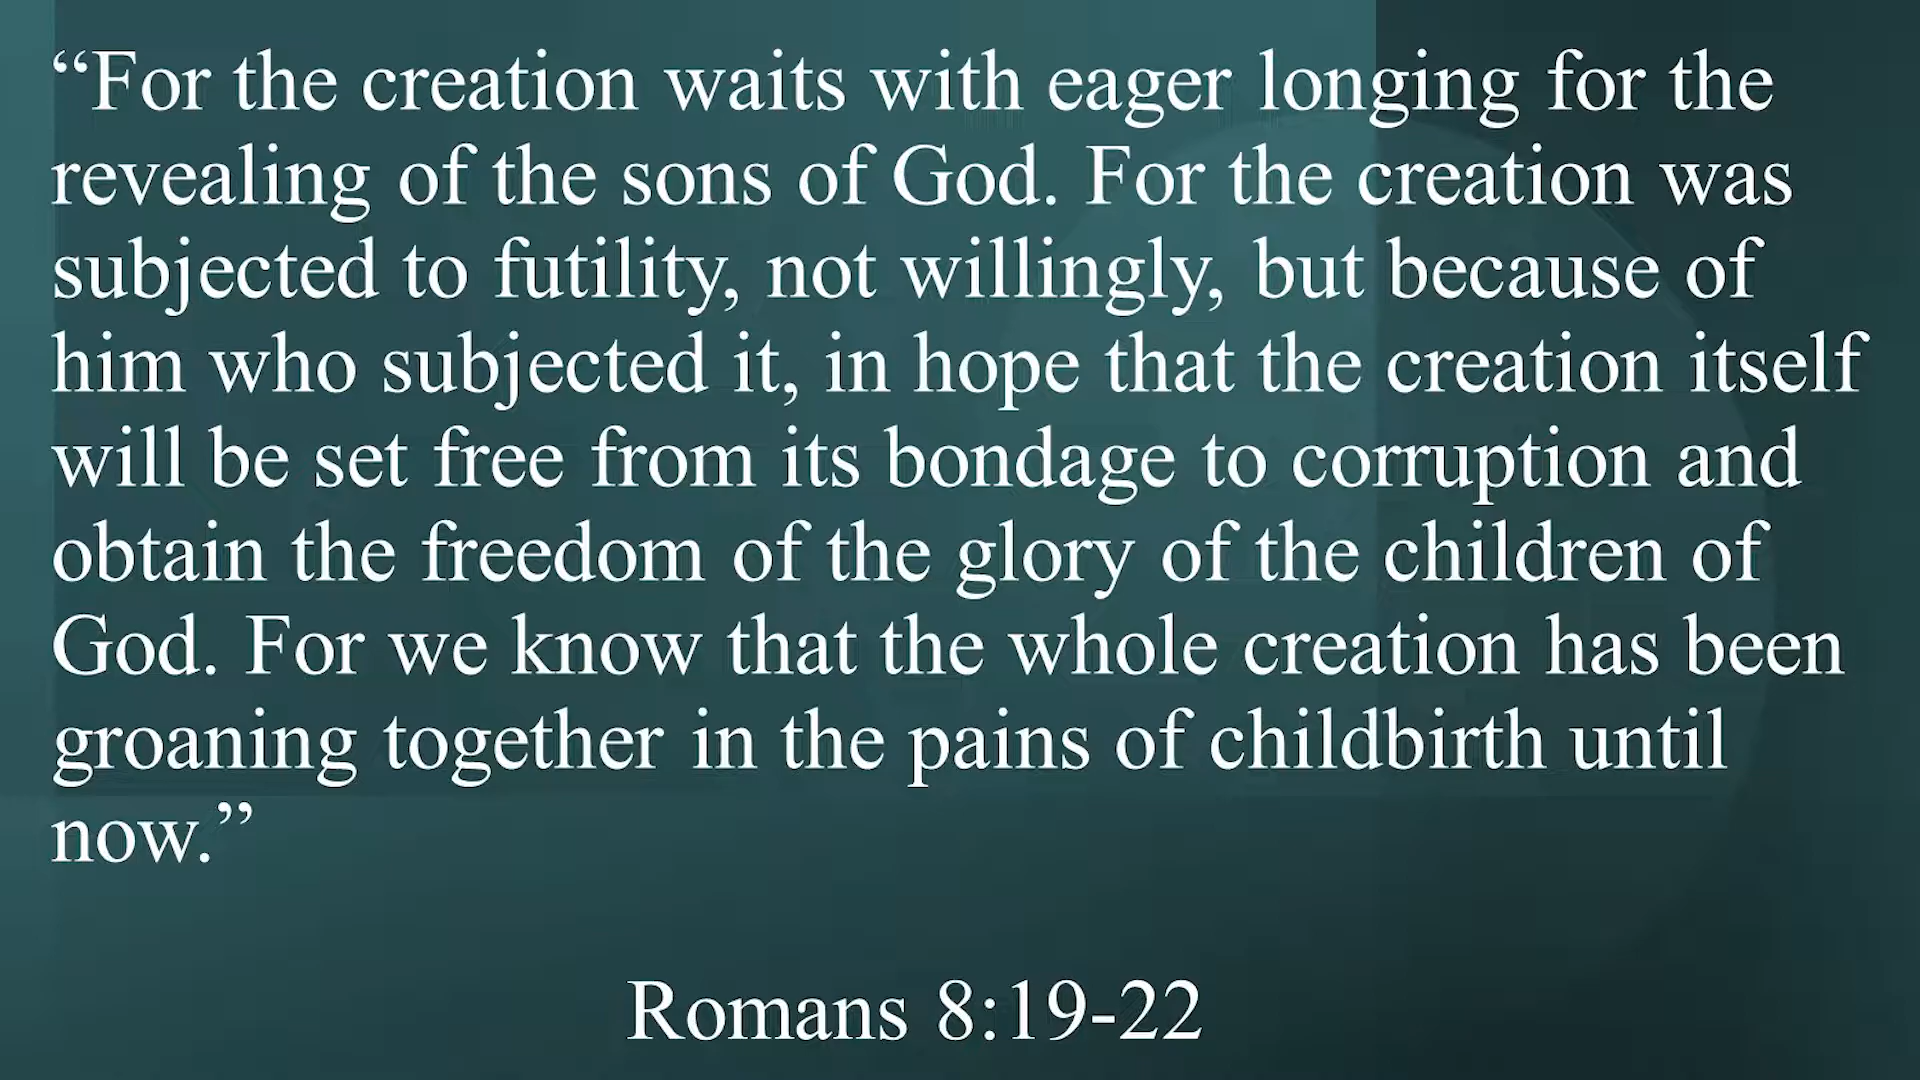 “For the creation waits with eager longing for the
revealing of the sons of God. For the creation was
subjected to futility, not willingly, but because of
him who subjected it, in hope that the creation itself
will be set free from its bondage to corruption and
obtain the freedom of the glory of the children of
God. For we know that the whole creation has been
groaning together in the pains of childbirth until
now.”
Romans 8:19-22